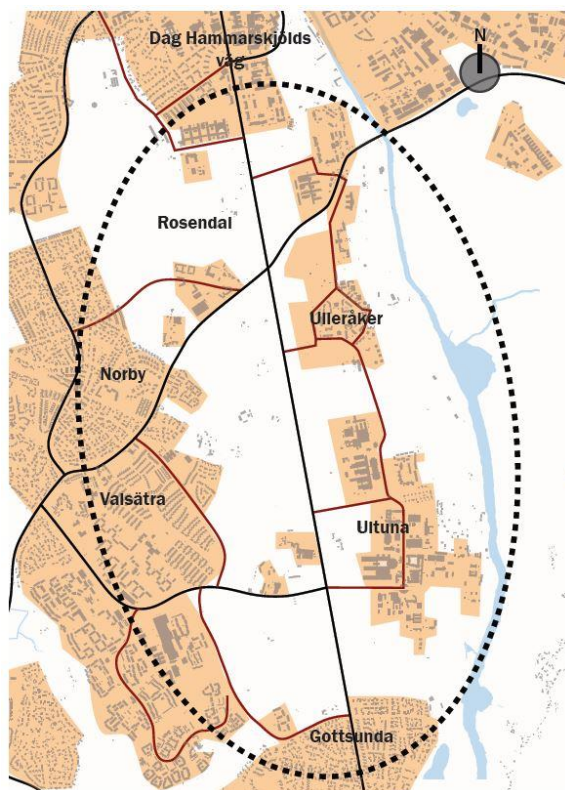 Dag Hammarskjölds
väg
N
Rosendal
Ulleråker
Norby
Valsätra
Ultuna
Gottsunda